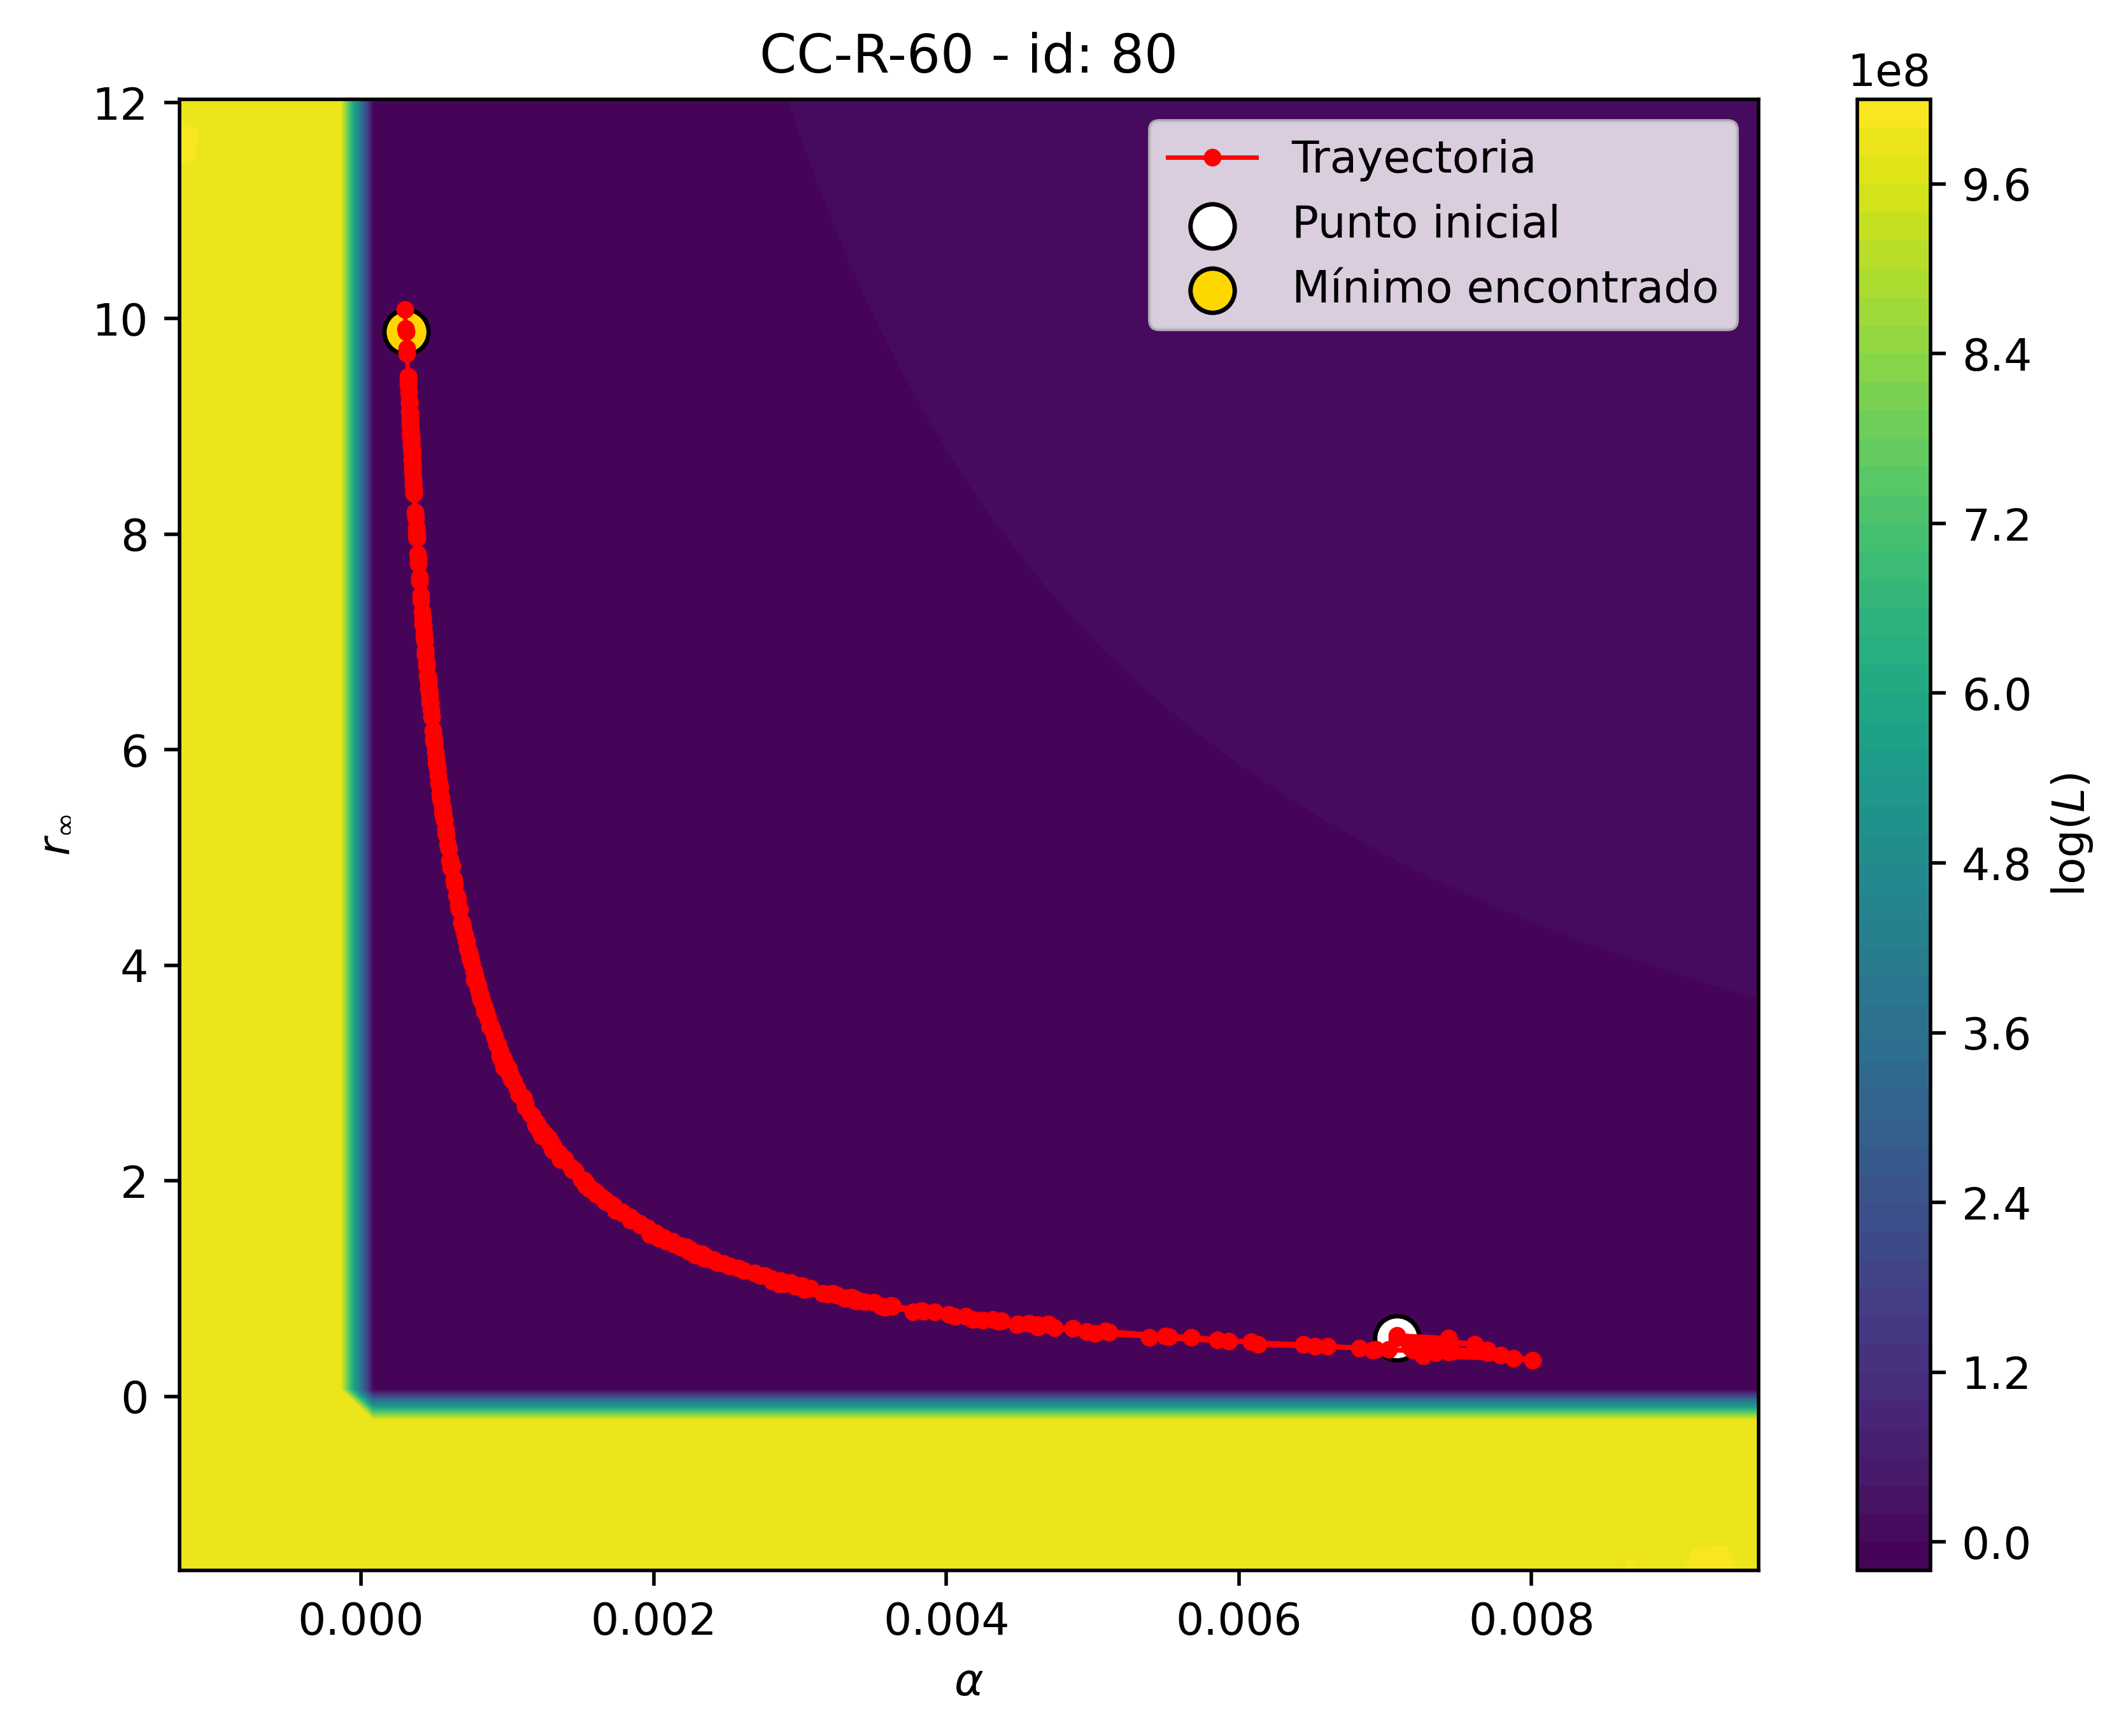 CC-R-60 - id: 80
1e8
12
10
8
6
4
2
0
r∞
Trayectoria
Punto inicial
Mínimo encontrado
0.000
0.002
0.004
0.006
0.008
α
9.6
8.4
7.2
6.0
4.8
3.6
2.4
1.2
0.0
log(L)